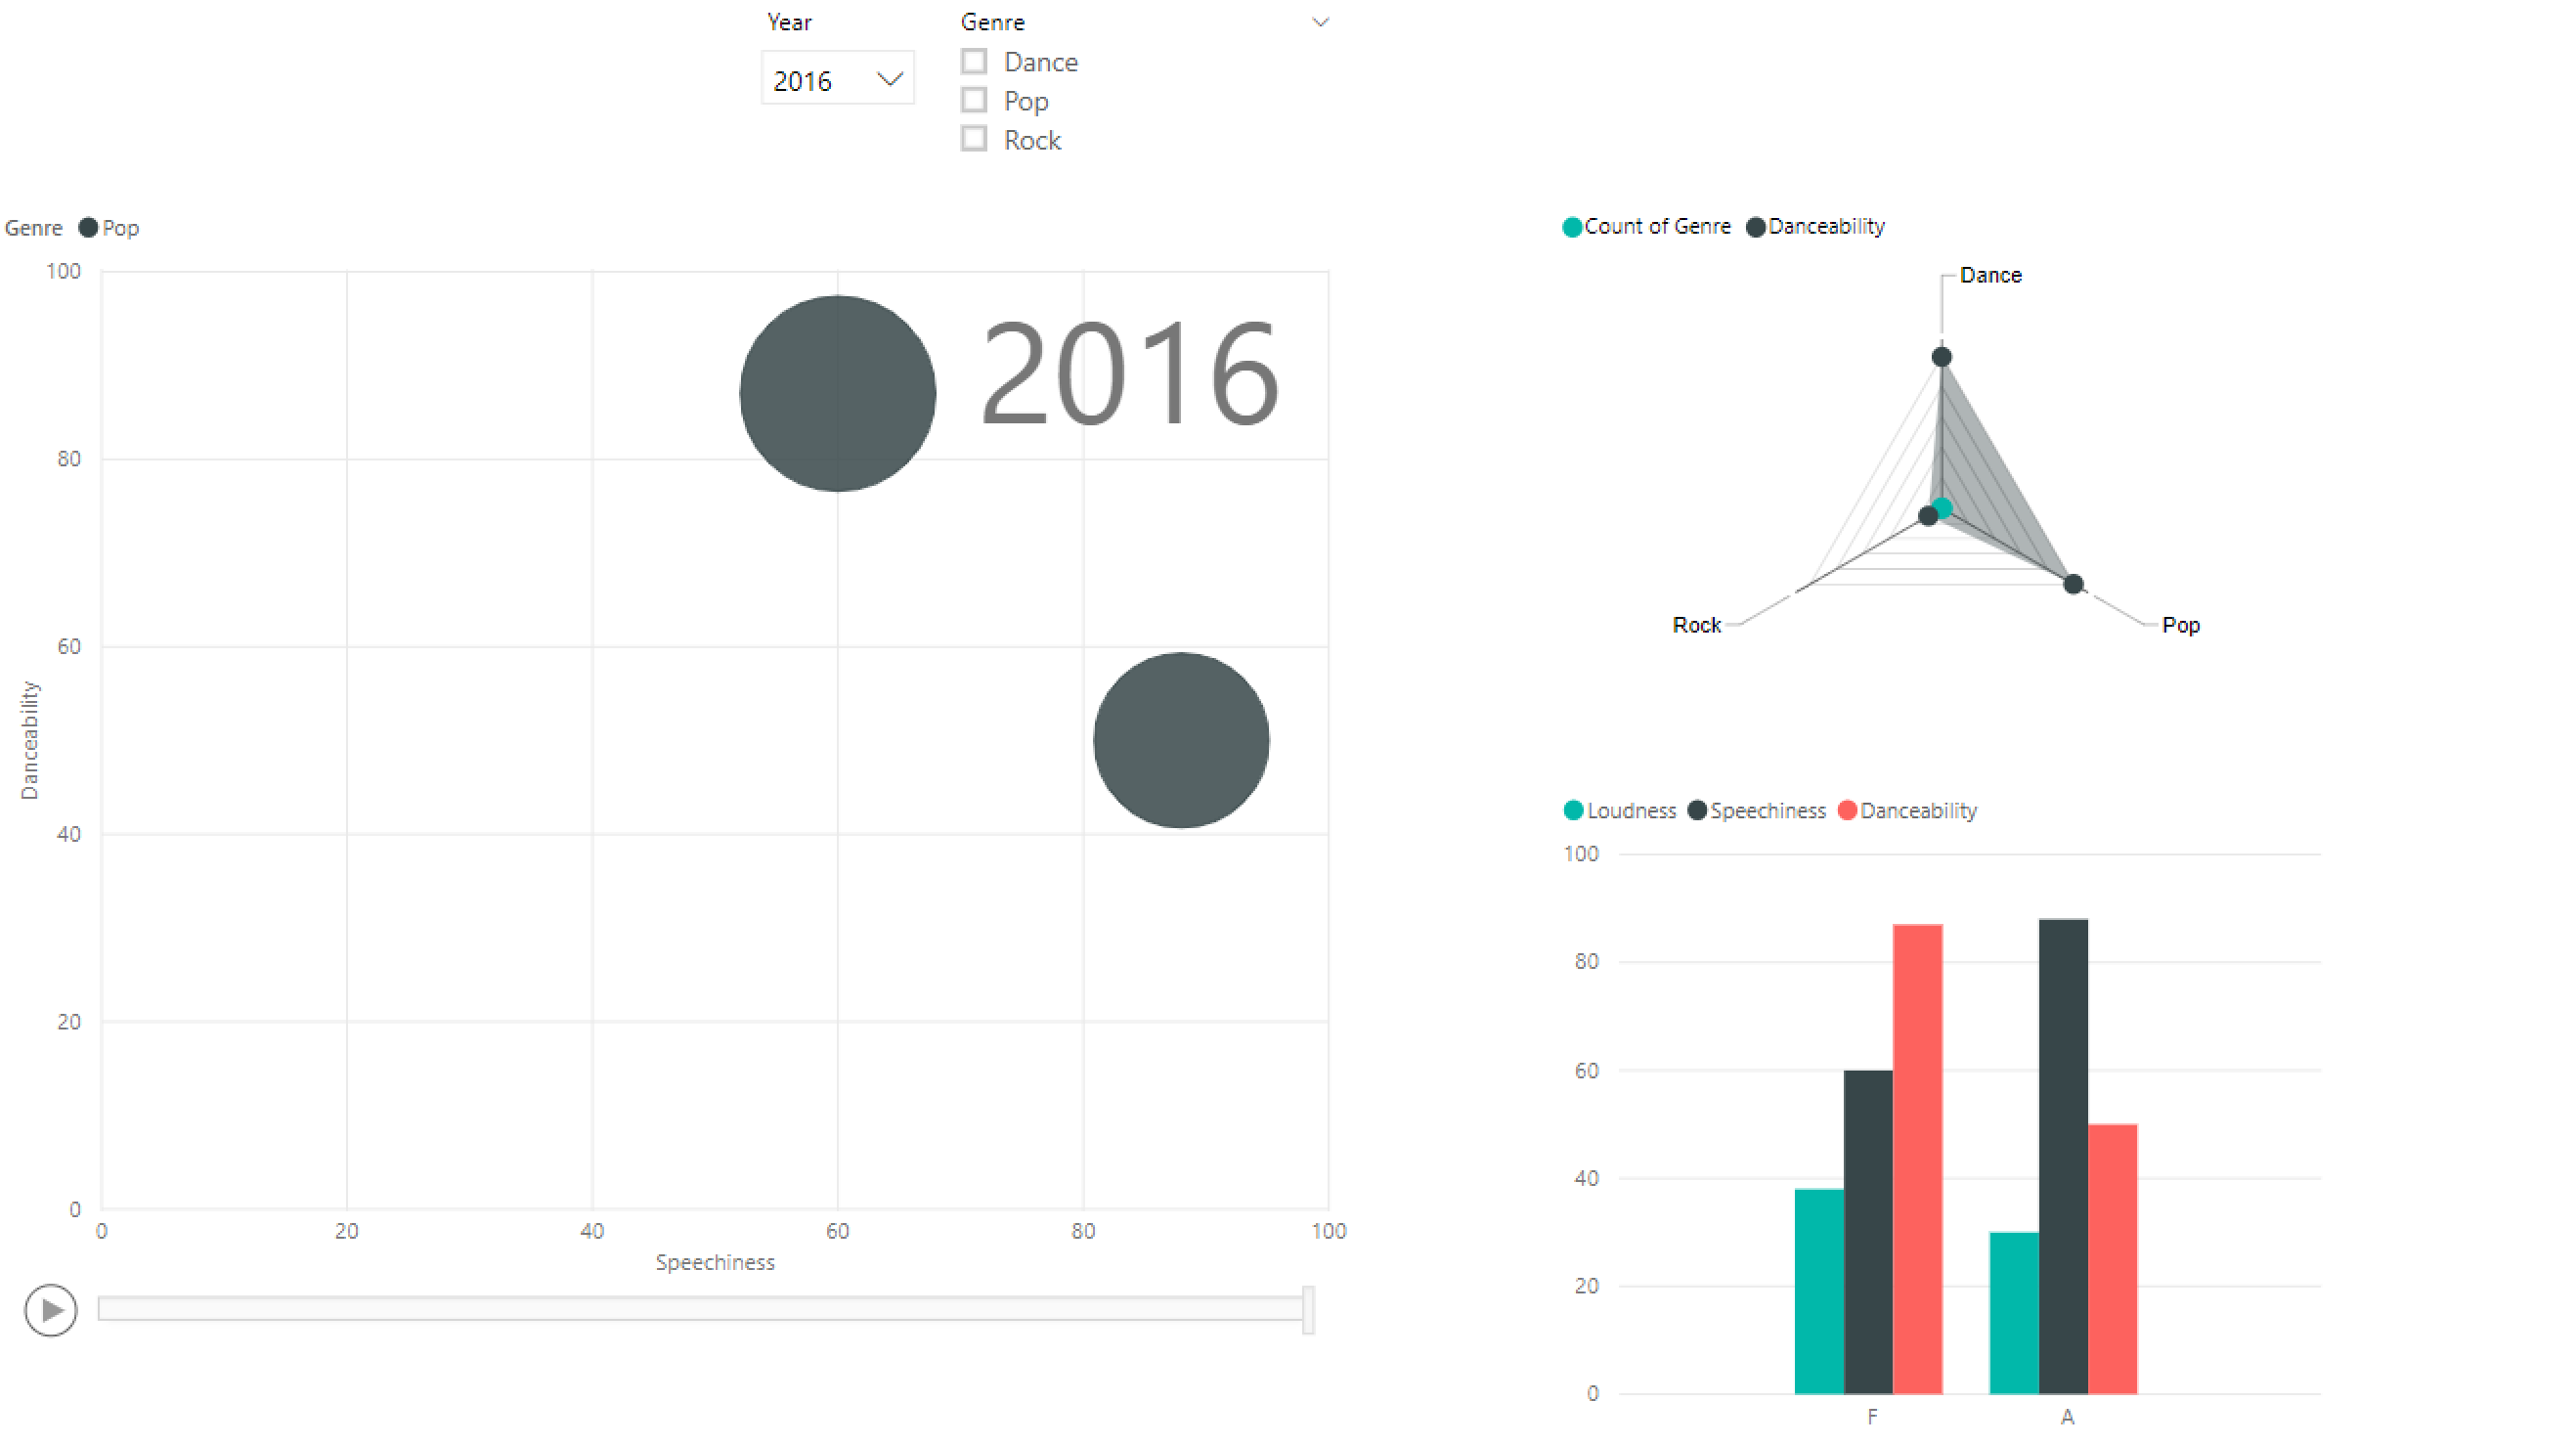 Year
2016
Genre
Dance
Pop
Rock
Genre Pop
100
80
60
40
20
0
Danceability
2016
0 20 40 60 80 100
Speechiness
Count of Genre Danceability
Dance
Rock
Pop
Loudness Speechiness Danceability
100
80
60
40
20
0
F A